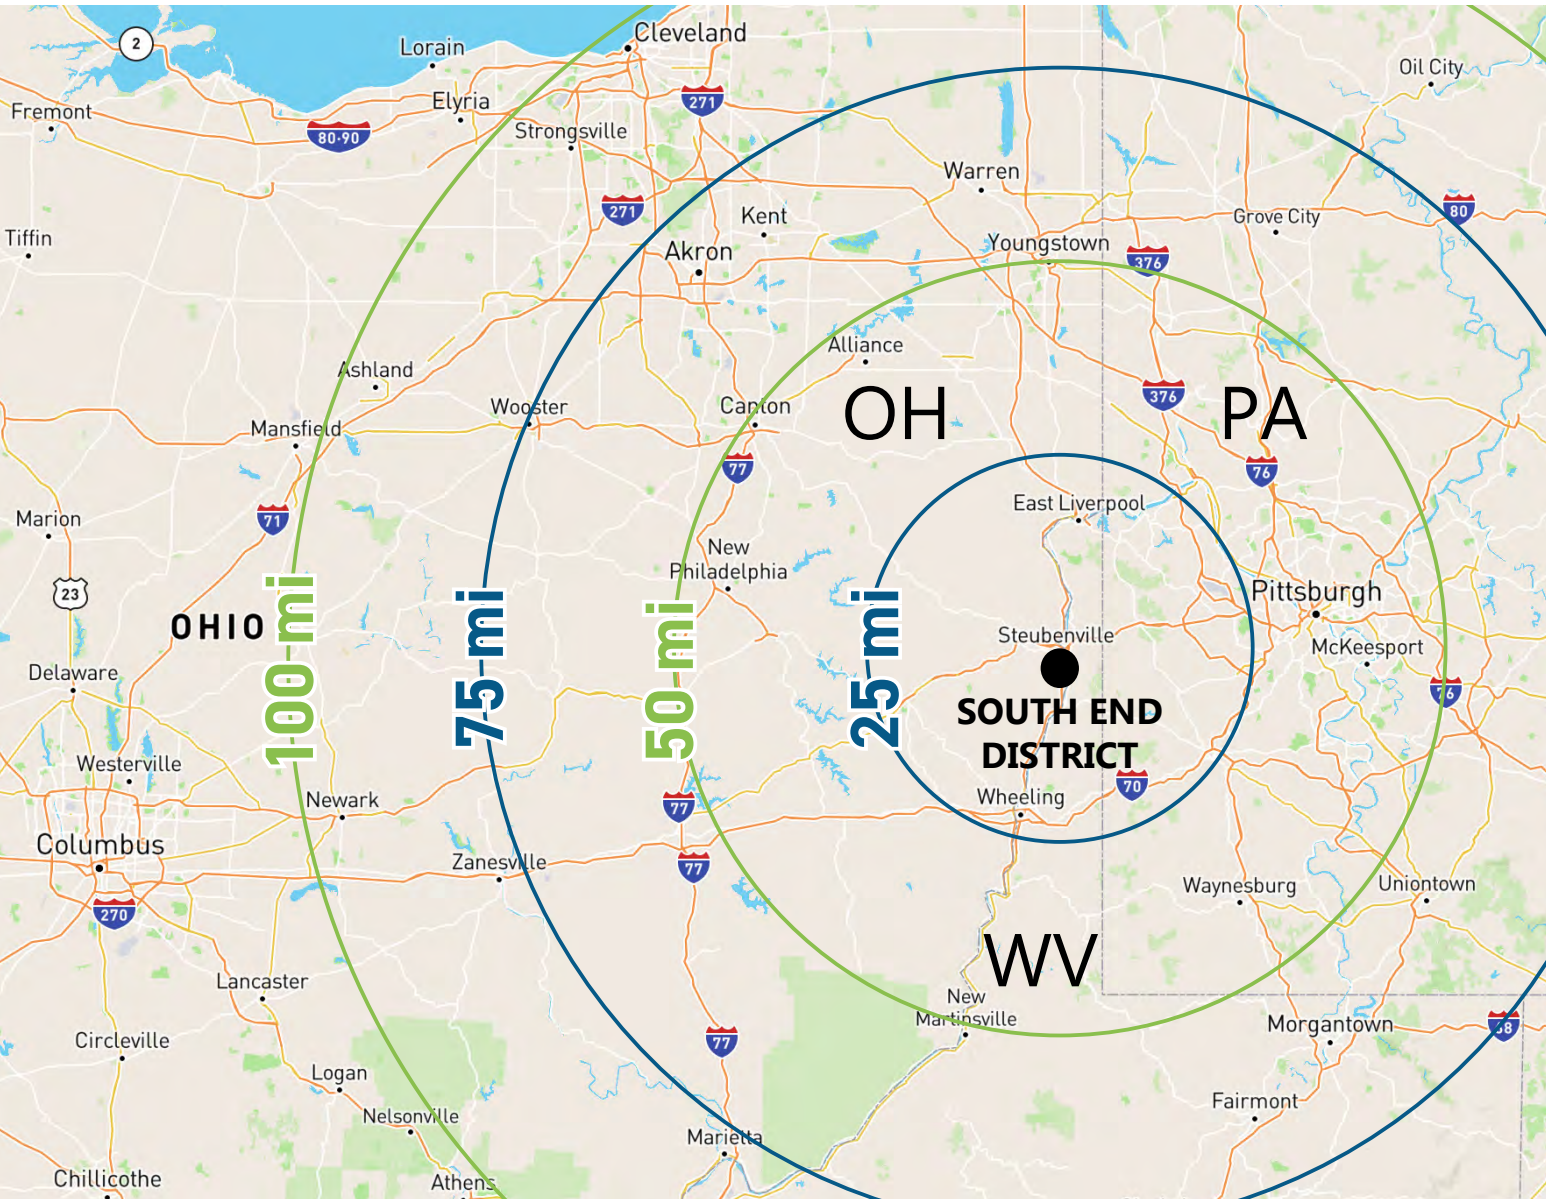 Cleveland
2
Lorain
Oil City
Elyria
271
Fremont
80·90
Strongsville
Warren
271
Kent
80
Grove City
Tiffin
Akron
Youngstown
376
Alliance
Ashland
376
OH
PA
Wooster
Canton
Mansfield
77
76
East Liverpool
Marion
71
New
Philadelphia
23
Pittsburgh
OHIO
100 mi
75 mi
50 mi
25 mi
Steubenville
McKeesport
Delaware
76
SOUTH END
DISTRICT
Westerville
70
Newark
77
Wheeling
Columbus
Zanesville
77
Waynesburg
Uniontown
270
WV
Lancaster
New
Martinsville
Morgantown
68
Circleville
77
Logan
Fairmont
Nelsonville
Marietta
Chillicothe
Athens